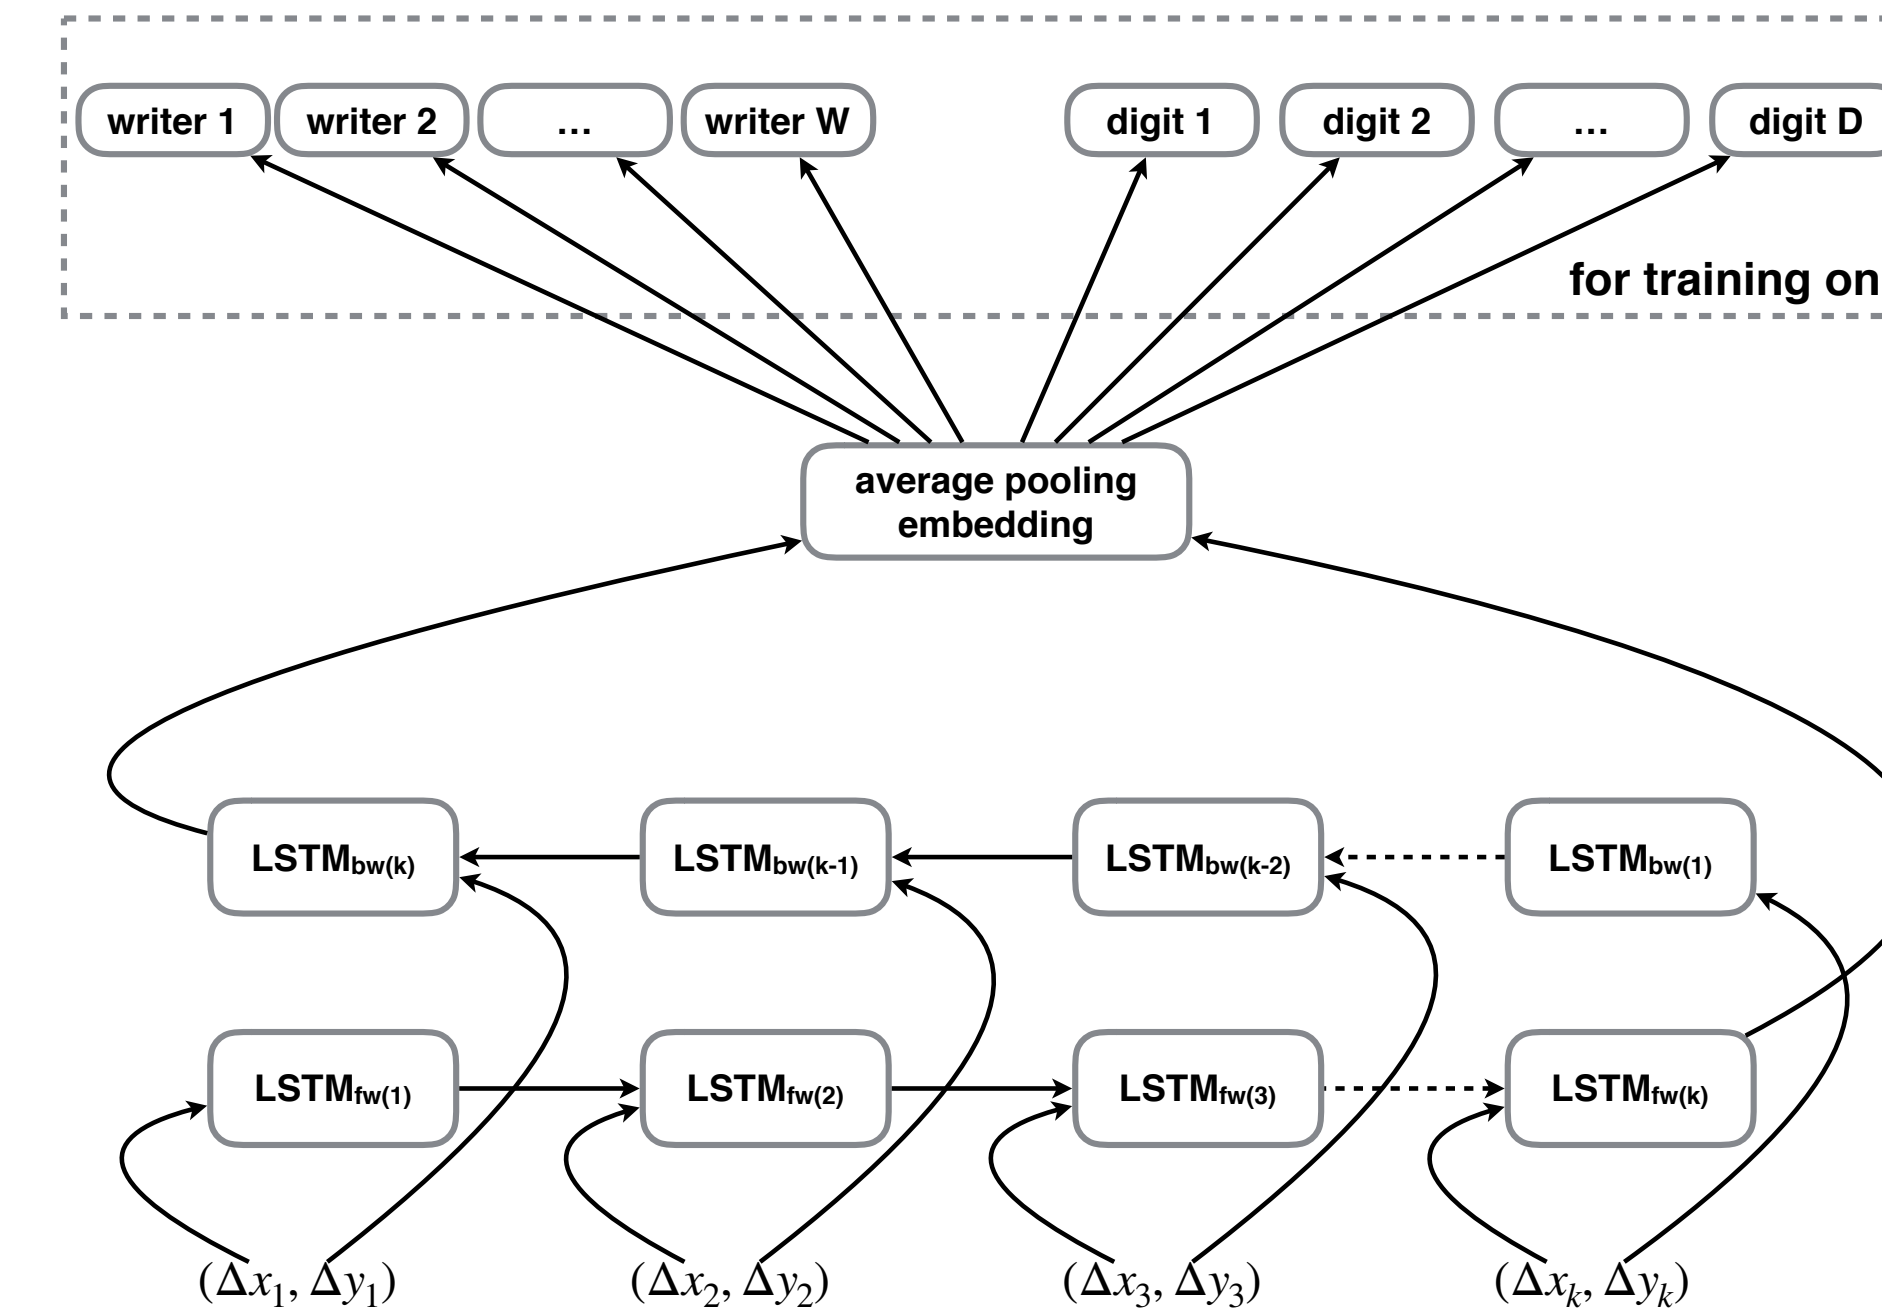 writer 1 writer 2 ... writer W digit 1 digit 2 ... digit D
for training on
average pooling
embedding
LSTMbw(k) LSTMbw(k-1) LSTMbw(k-2) LSTMbw(1)
LSTMfw(1) LSTMfw(2) LSTMfw(3) LSTMfw(k)
(Δx1, Δy1) (Δx2, Δy2) (Δx3, Δy3) (Δxk, Δyk)